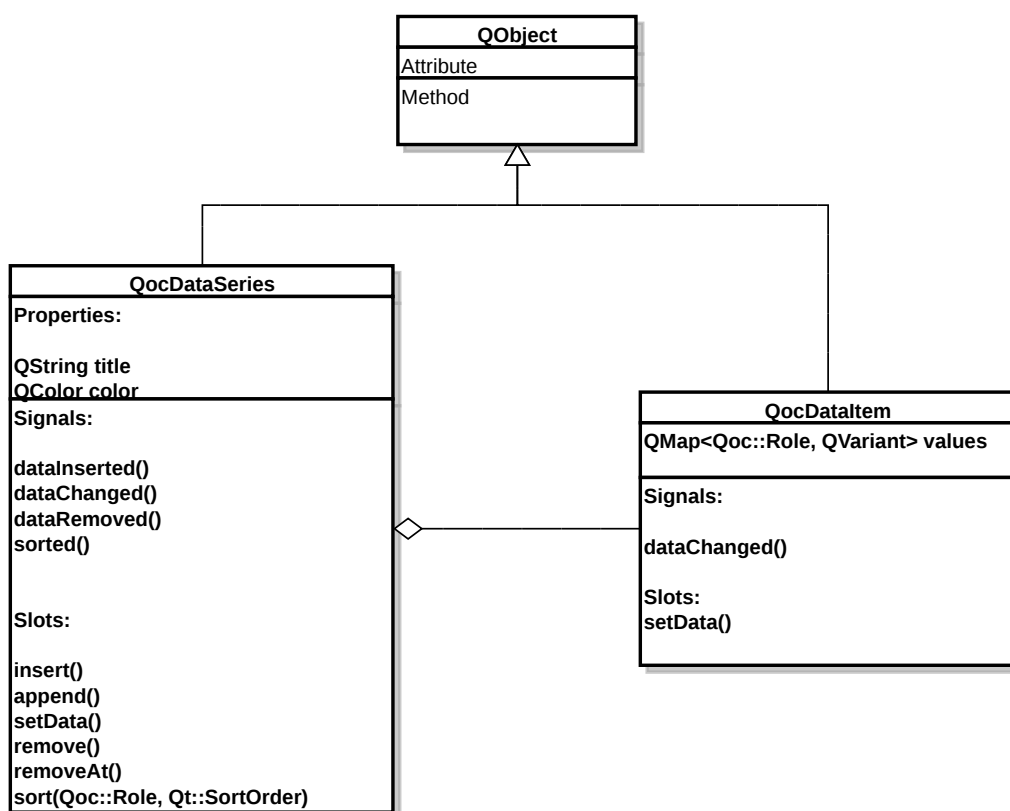 QObject
Attribute
Method
QocDataSeries
Properties:
QString title
QColor color
Signals:
dataInserted()
dataChanged()
dataRemoved()
sorted()
Slots:
insert()
append()
setData()
remove()
removeAt()
sort(Qoc::Role, Qt::SortOrder)
QocDataItem
QMap<Qoc::Role, QVariant> values
Signals:
dataChanged()
Slots:
setData()